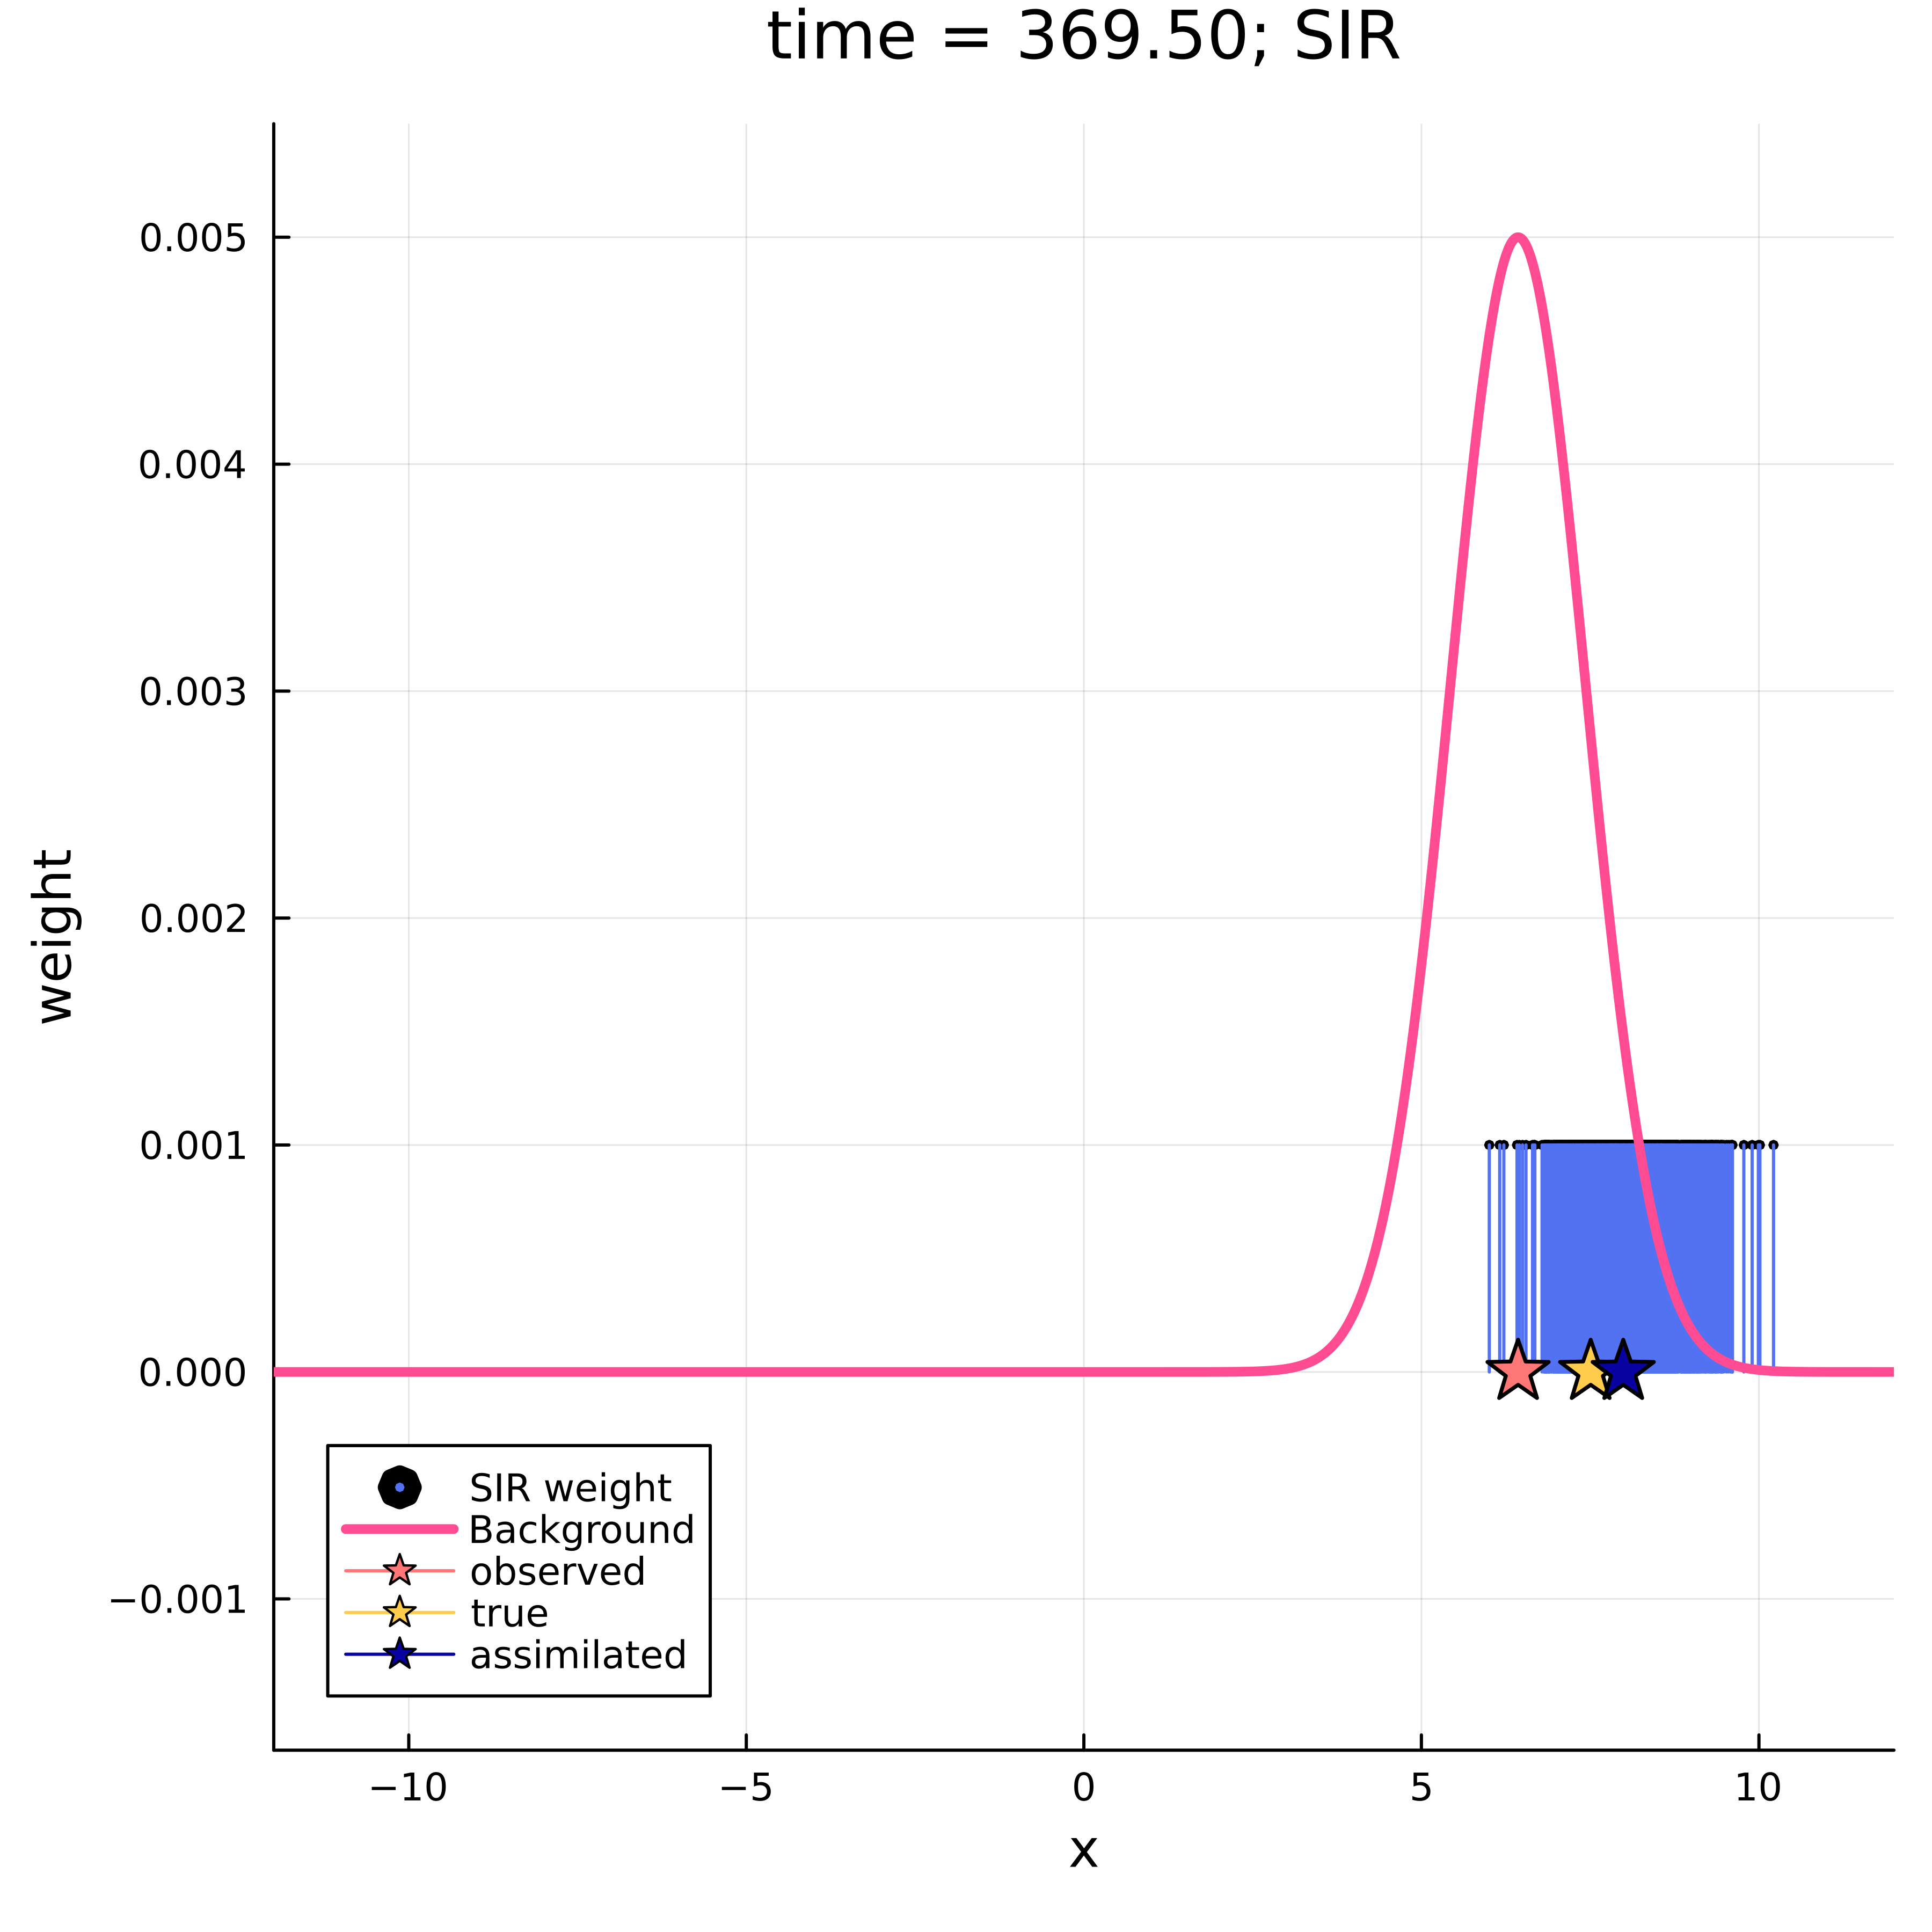 time = 369.50; SIR
weight
0.005
0.004
0.003
0.002
0.001
0.000
−0.001
SIR weight
Background
observed
true
assimilated
−10 −5 0 5 10
x